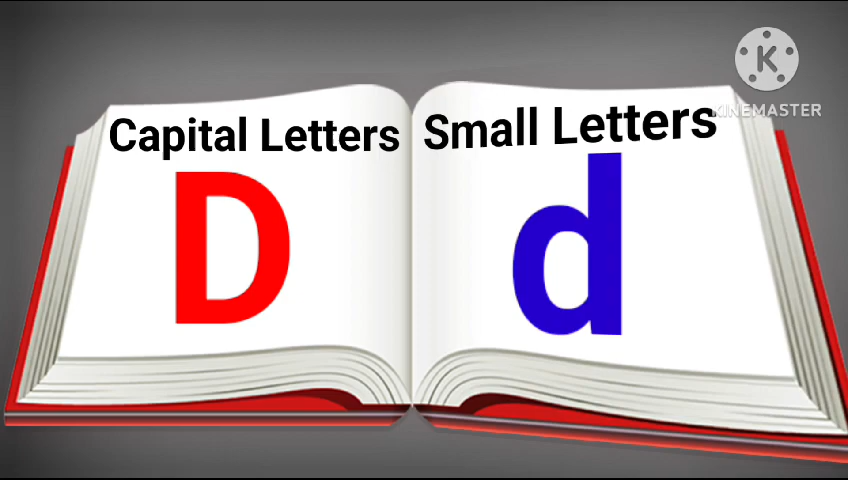 Capital Letters
D
Small Letters
d
K
KINEMASTER